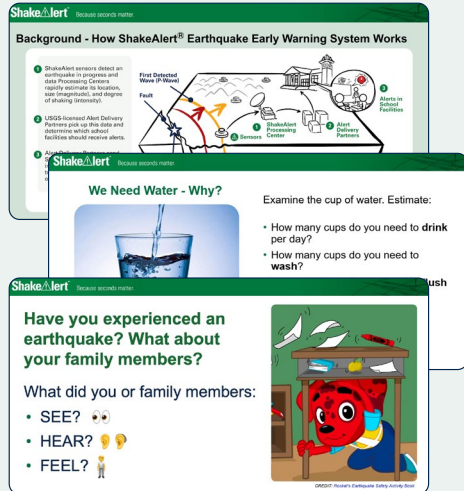 ShakeAlert Because seconds matter.
Background - How ShakeAlert® Earthquake Early Warning System Works
1 ShakeAlert sensors detect an
earthquake in progress and
data Processing Centers
rapidly estimate its location,
size (magnitude), and degree
of shaking (intensity).
2 USGS-licensed Alert Delivery
Partners pick up this data and
determine which school
facilities should receive alerts.
3
First Detected
Wave (P-Wave)
Fault
Sensors
1
ShakeAlert
Processing
Center
2
Alert
Delivery
Partners
3
Alerts in
School
Facilities
ShakeAlert Because seconds matter.
We Need Water - Why?
Examine the cup of water. Estimate:
• How many cups do you need to drink
per day?
• How many cups do you need to
wash?
ShakeAlert Because seconds matter.
Have you experienced an
earthquake? What about
your family members?
What did you or family members:
• SEE?
• HEAR?
• FEEL?
CREDIT: Rocket's Earthquake Safety Activity Book